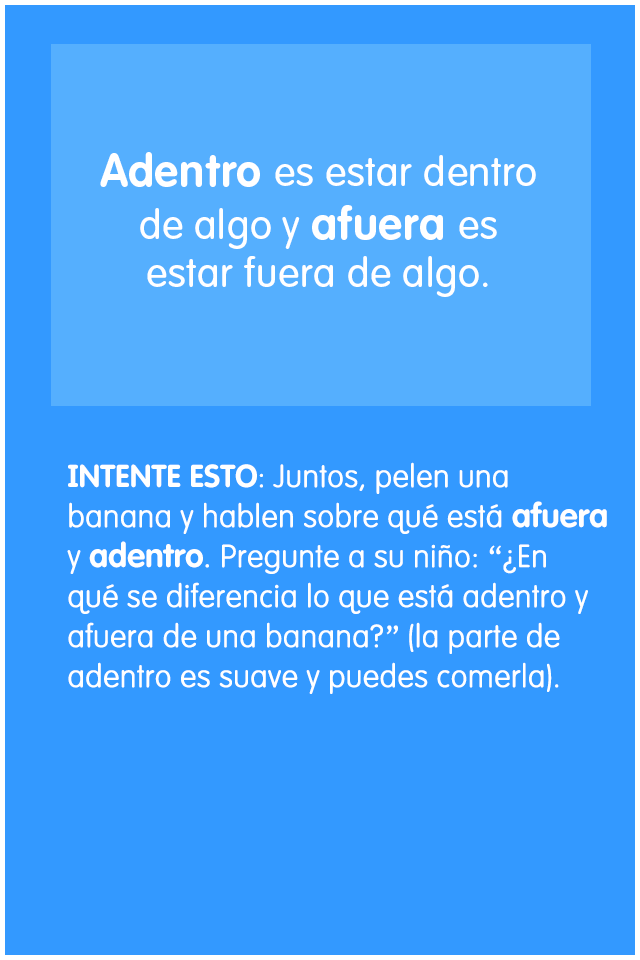 Adentro es estar dentro
de algo y afuera es
estar fuera de algo.
INTENTE ESTO: Juntos, pelen una
banana y hablen sobre qué está afuera
y adentro. Pregunte a su niño: “¿En
qué se diferencia lo que está adentro y
afuera de una banana?” (la parte de
adentro es suave y puedes comerla).